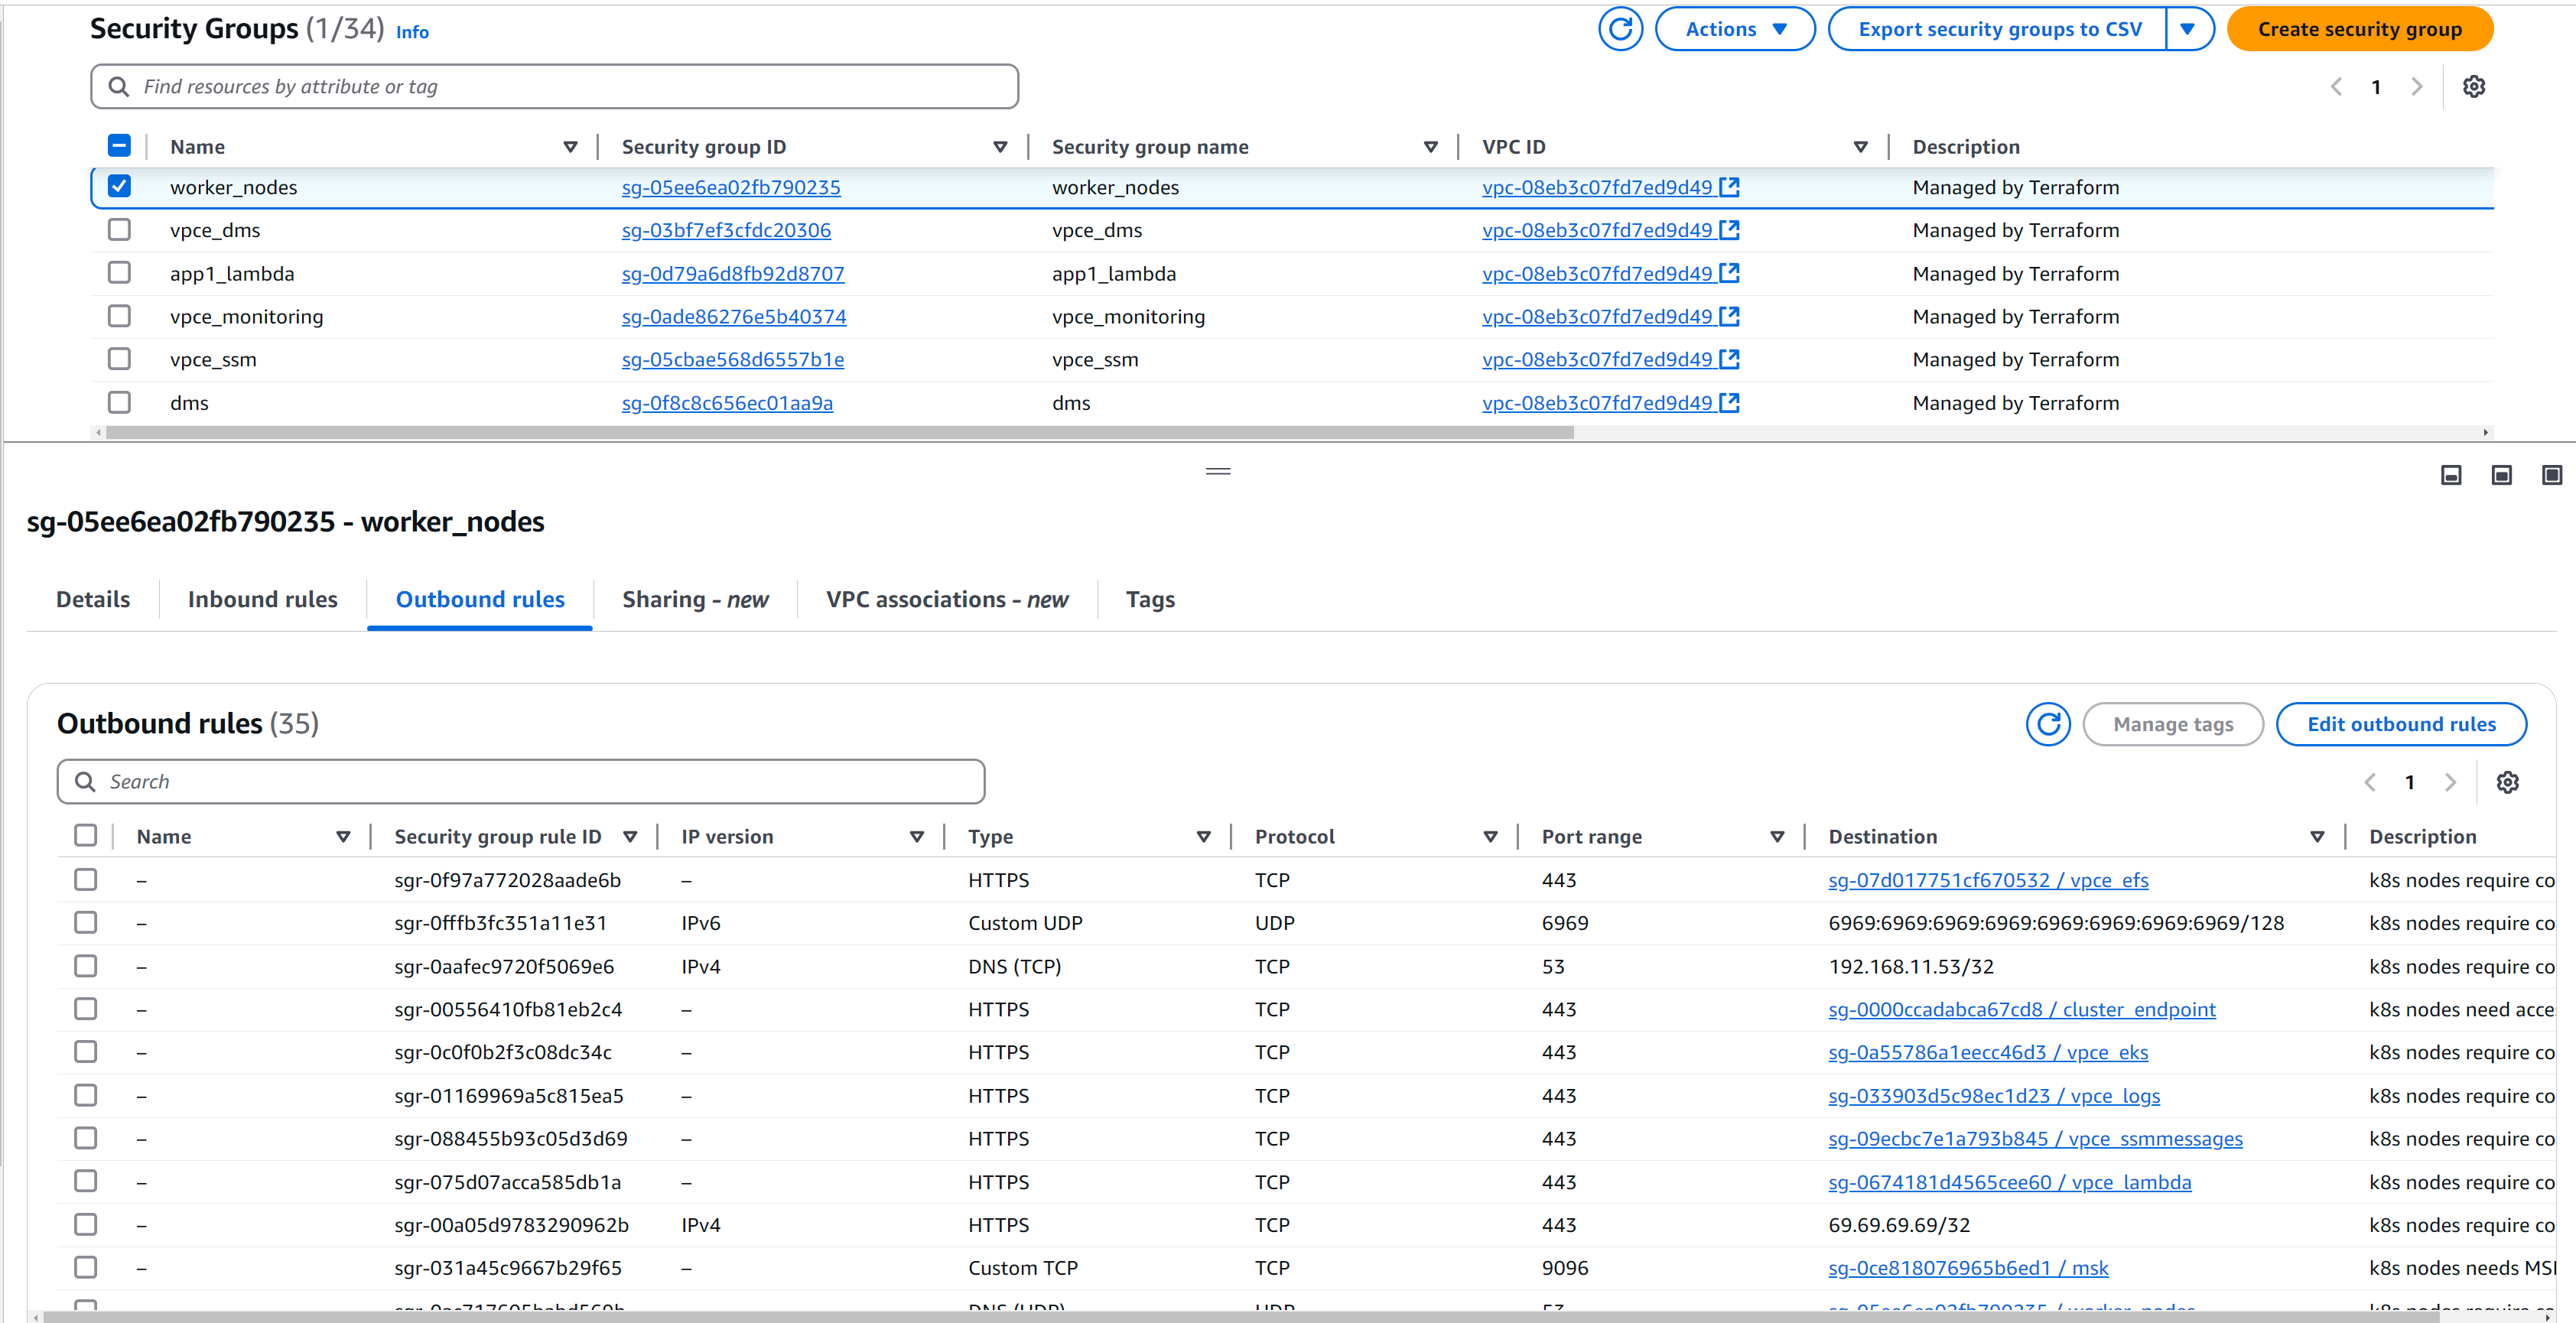 Security Groups (1/34) Info
Actions
Export security groups to CSV
Create security group
Find resources by attribute or tag
1
Name Security group ID Security group name VPC ID Description
worker_nodes sg-05ee6ea02fb790235 worker_nodes vpc-08eb3c07fd7ed9d49 Managed by Terraform
vpce_dms sg-03bf7ef3cfdc20306 vpce_dms vpc-08eb3c07fd7ed9d49 Managed by Terraform
app1_lambda sg-0d79a6d8fb92d8707 app1_lambda vpc-08eb3c07fd7ed9d49 Managed by Terraform
vpce_monitoring sg-0ade86276e5b40374 vpce_monitoring vpc-08eb3c07fd7ed9d49 Managed by Terraform
vpce_ssm sg-05cbae568d6557b1e vpce_ssm vpc-08eb3c07fd7ed9d49 Managed by Terraform
dms sg-0f8c8c656ec01aa9a dms vpc-08eb3c07fd7ed9d49 Managed by Terraform
sg-05ee6ea02fb790235 - worker_nodes
Details Inbound rules Outbound rules Sharing - new VPC associations - new Tags
Outbound rules (35)
Manage tags
Edit outbound rules
Search
1
Name Security group rule ID IP version Type Protocol Port range Destination Description
– sgr-0f97a772028aade6b – HTTPS TCP 443 sg-07d017751cf670532 / vpce_efs k8s nodes require co
– sgr-0fffb3fc351a11e31 IPv6 Custom UDP UDP 6969 6969:6969:6969:6969:6969:6969:6969:6969/128 k8s nodes require co
– sgr-0aafec9720f5069e6 IPv4 DNS (TCP) TCP 53 192.168.11.53/32 k8s nodes require co
– sgr-00556410fb81eb2c4 – HTTPS TCP 443 sg-0000ccadabca67cd8 / cluster_endpoint k8s nodes need acce
– sgr-0c0f0b2f3c08dc34c – HTTPS TCP 443 sg-0a55786a1eecc46d3 / vpce_eks k8s nodes require co
– sgr-01169969a5c815ea5 – HTTPS TCP 443 sg-033903d5c98ec1d23 / vpce_logs k8s nodes require co
– sgr-088455b93c05d3d69 – HTTPS TCP 443 sg-09ecbc7e1a793b845 / vpce_ssmmessages k8s nodes require co
– sgr-075d07acca585db1a – HTTPS TCP 443 sg-0674181d4565cee60 / vpce_lambda k8s nodes require co
– sgr-00a05d9783290962b IPv4 HTTPS TCP 443 69.69.69.69/32 k8s nodes require co
– sgr-031a45c9667b29f65 – Custom TCP TCP 9096 sg-0ce818076965b6ed1 / msk k8s nodes needs MS
DNS (UDP) UDP 53 sg-05ee6ea02fb790235 / worker_nodes k8s nodes require co